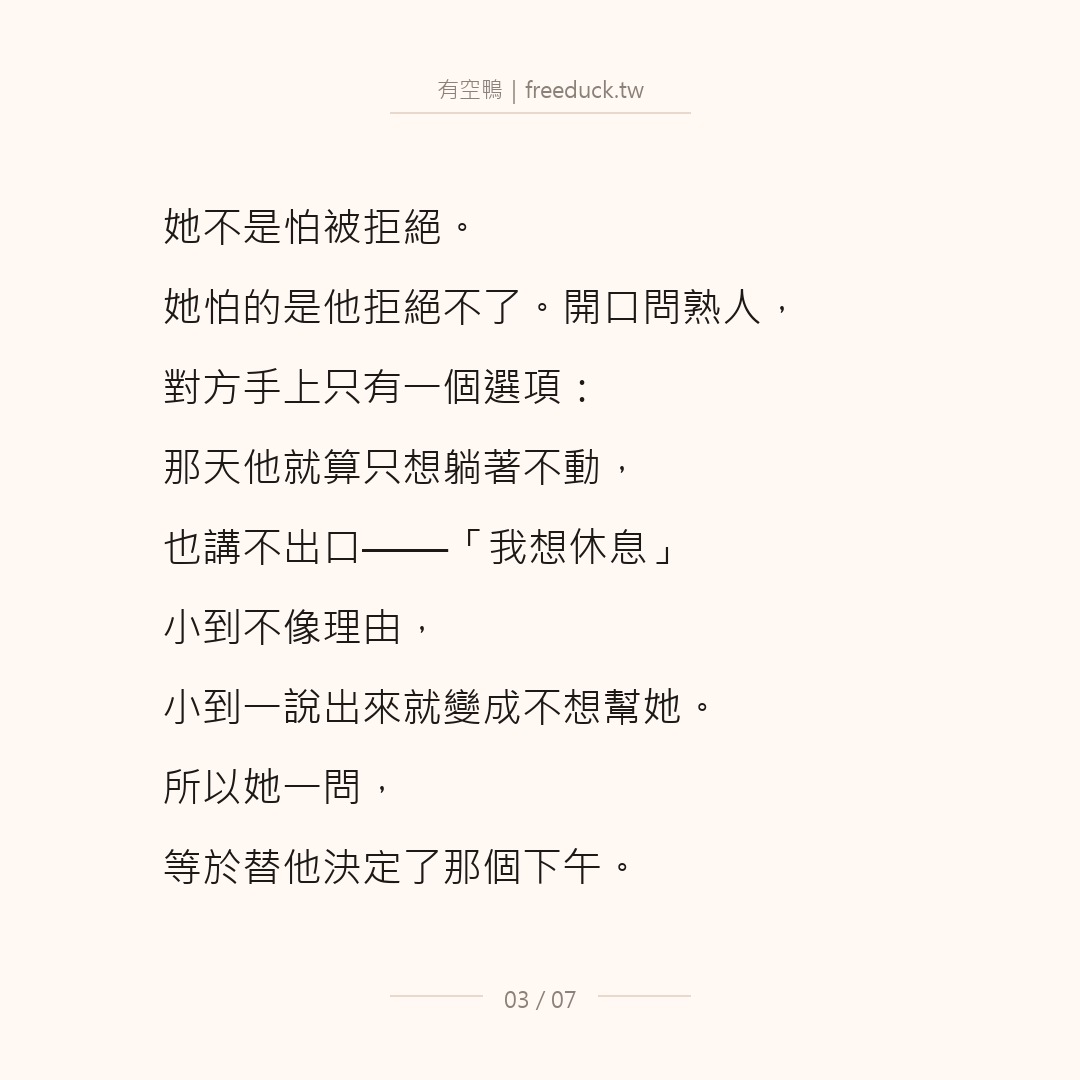 有空鴨 | freeduck.tw
她不是怕被拒絕。
她怕的是他拒絕不了。開口問熟人，
對方手上只有一個選項：
那天他就算只想躺著不動，
也講不出口——「我想休息」
小到不像理由，
小到一說出來就變成不想幫她。
所以她一問，
等於替他決定了那個下午。
03 / 07